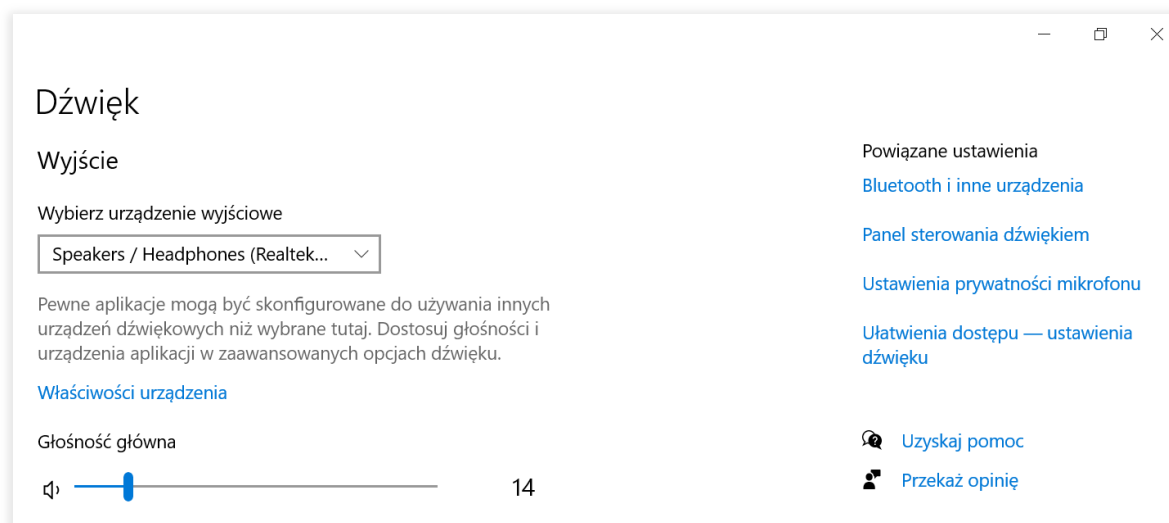 Dźwięk
Wyjście
Wybierz urządzenie wyjściowe
Speakers / Headphones (Realtek...
Pewne aplikacje mogą być skonfigurowane do używania innych
urządzeń dźwiękowych niż wybrane tutaj. Dostosuj głośności i
urządzenia aplikacji w zaawansowanych opcjach dźwięku.
Właściwości urządzenia
Głośność główna
14
Powiązane ustawienia
Bluetooth i inne urządzenia
Panel sterowania dźwiękiem
Ustawienia prywatności mikrofonu
Ułatwienia dostępu — ustawienia
dźwięku
Uzyskaj pomoc
Przekaż opinię